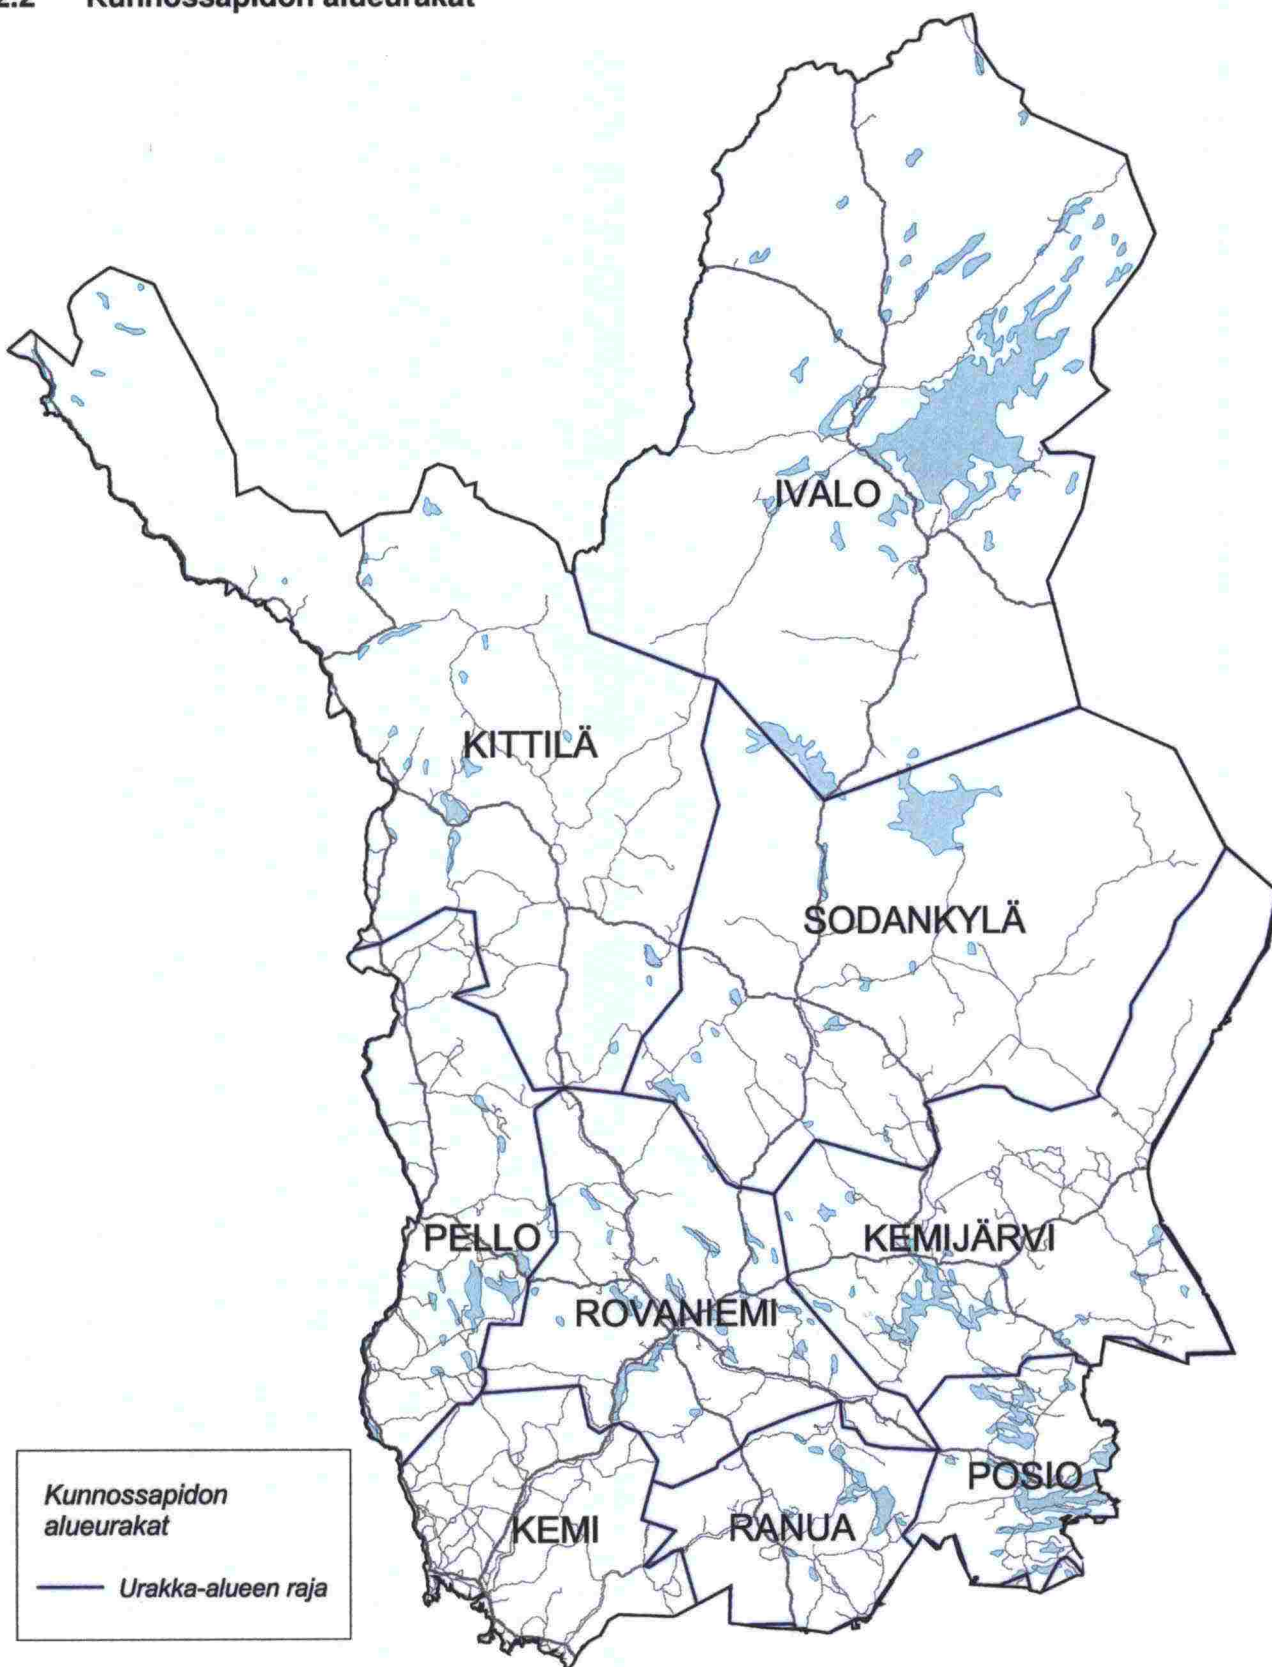 Kunnossapidon alueurakat
IVALO
KITTILÄ
SODANKYLÄ
PELLO
KEMIJÄRVI
ROVANIEMI
POSIO
KEMI
RANUA
Kunnossapidon
alueurakat
Urakka-alueen raja